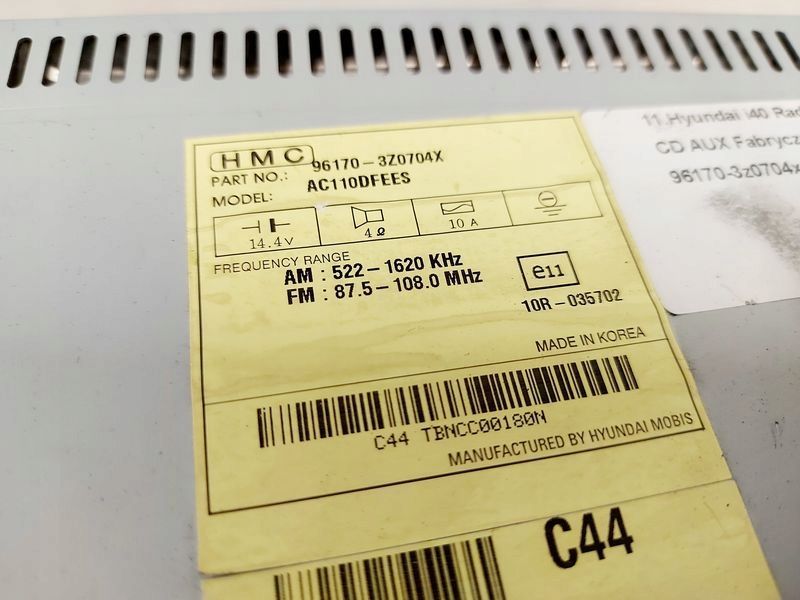 HMC
PART NO.: 96170-3Z0704X
MODEL: AC110DFEES
14.4V 4Ω 10A
FREQUENCY RANGE
AM : 522-1620 KHz
FM : 87.5-108.0 MHz
e11
10R-035702
MADE IN KOREA
C44 TBNCC00180N
MANUFACTURED BY HYUNDAI MOBIS
C44
11.Hyundai i40 Rad
CD AUX Fabrycz
96170-3z0704x